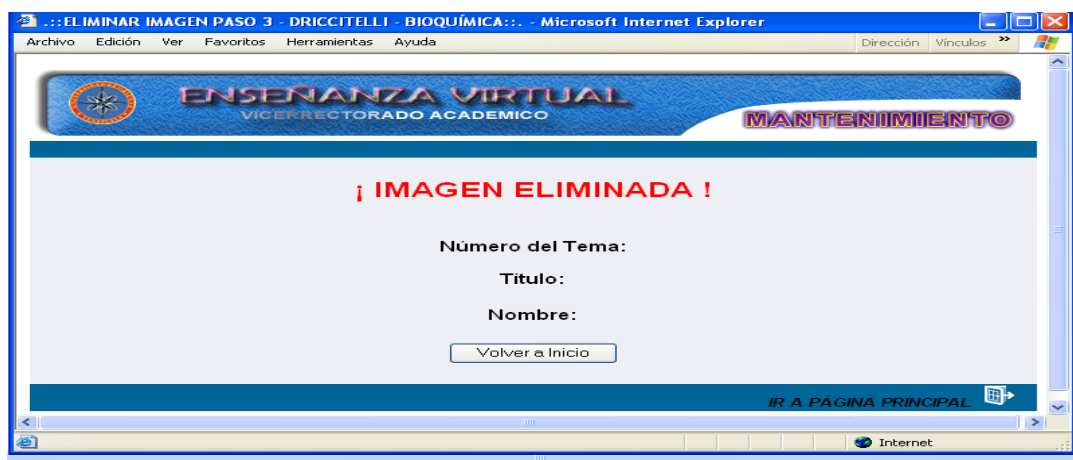 .::ELIMINAR IMAGEN PASO 3 - DRICCITELLI - BIOQUÍMICA::. - Microsoft Internet Explorer
Archivo Edición Ver Favoritos Herramientas Ayuda Dirección Vínculos »
ENSEÑANZA VIRTUAL
VICERRECTORADO ACADEMICO
MANTENIMIENTO
¡ IMAGEN ELIMINADA !
Número del Tema:
Título:
Nombre:
Volver a Inicio
IR A PÁGINA PRINCIPAL
Internet